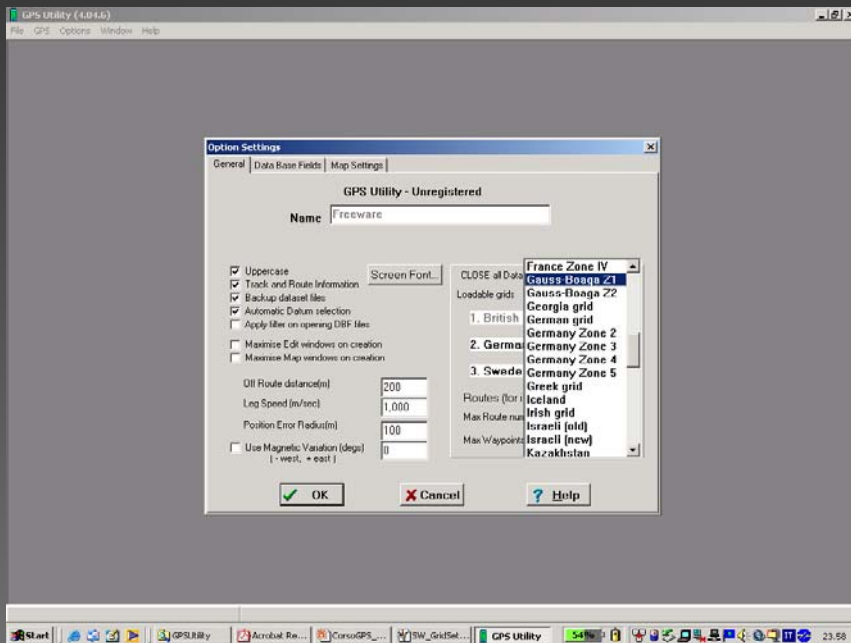 GPS Utility (4.04.6)
File GPS Options Window Help
Option Settings
General Data Base Fields Map Settings
GPS Utility - Unregistered
Name Freeware
Uppercase
Track and Route Information
Backup dataset files
Automatic Datum selection
Apply filter on opening DBF files
Maximise Edit windows on creation
Maximise Map windows on creation
Screen Font...
Off Route distance(m) 200
Leg Speed (m/sec) 1,000
Position Error Radius(m) 100
Use Magnetic Variation (degs) 0
( - west, + east )
CLOSE all Data
Loadable grids
1. British
2. Germa
3. Swede
Routes (for
Max Route num
Max Waypoints
France Zone IV
Gauss-Boaga Z1
Gauss-Boaga Z2
Georgia grid
German grid
Germany Zone 2
Germany Zone 3
Germany Zone 4
Germany Zone 5
Greek grid
Iceland
Irish grid
Israeli (old)
Israeli (new)
Kazakhstan
OK Cancel Help
Start GPSUtility Acrobat Re... CorsoGPS_... SW_GridSet... GPS Utility 54% IT 23.58